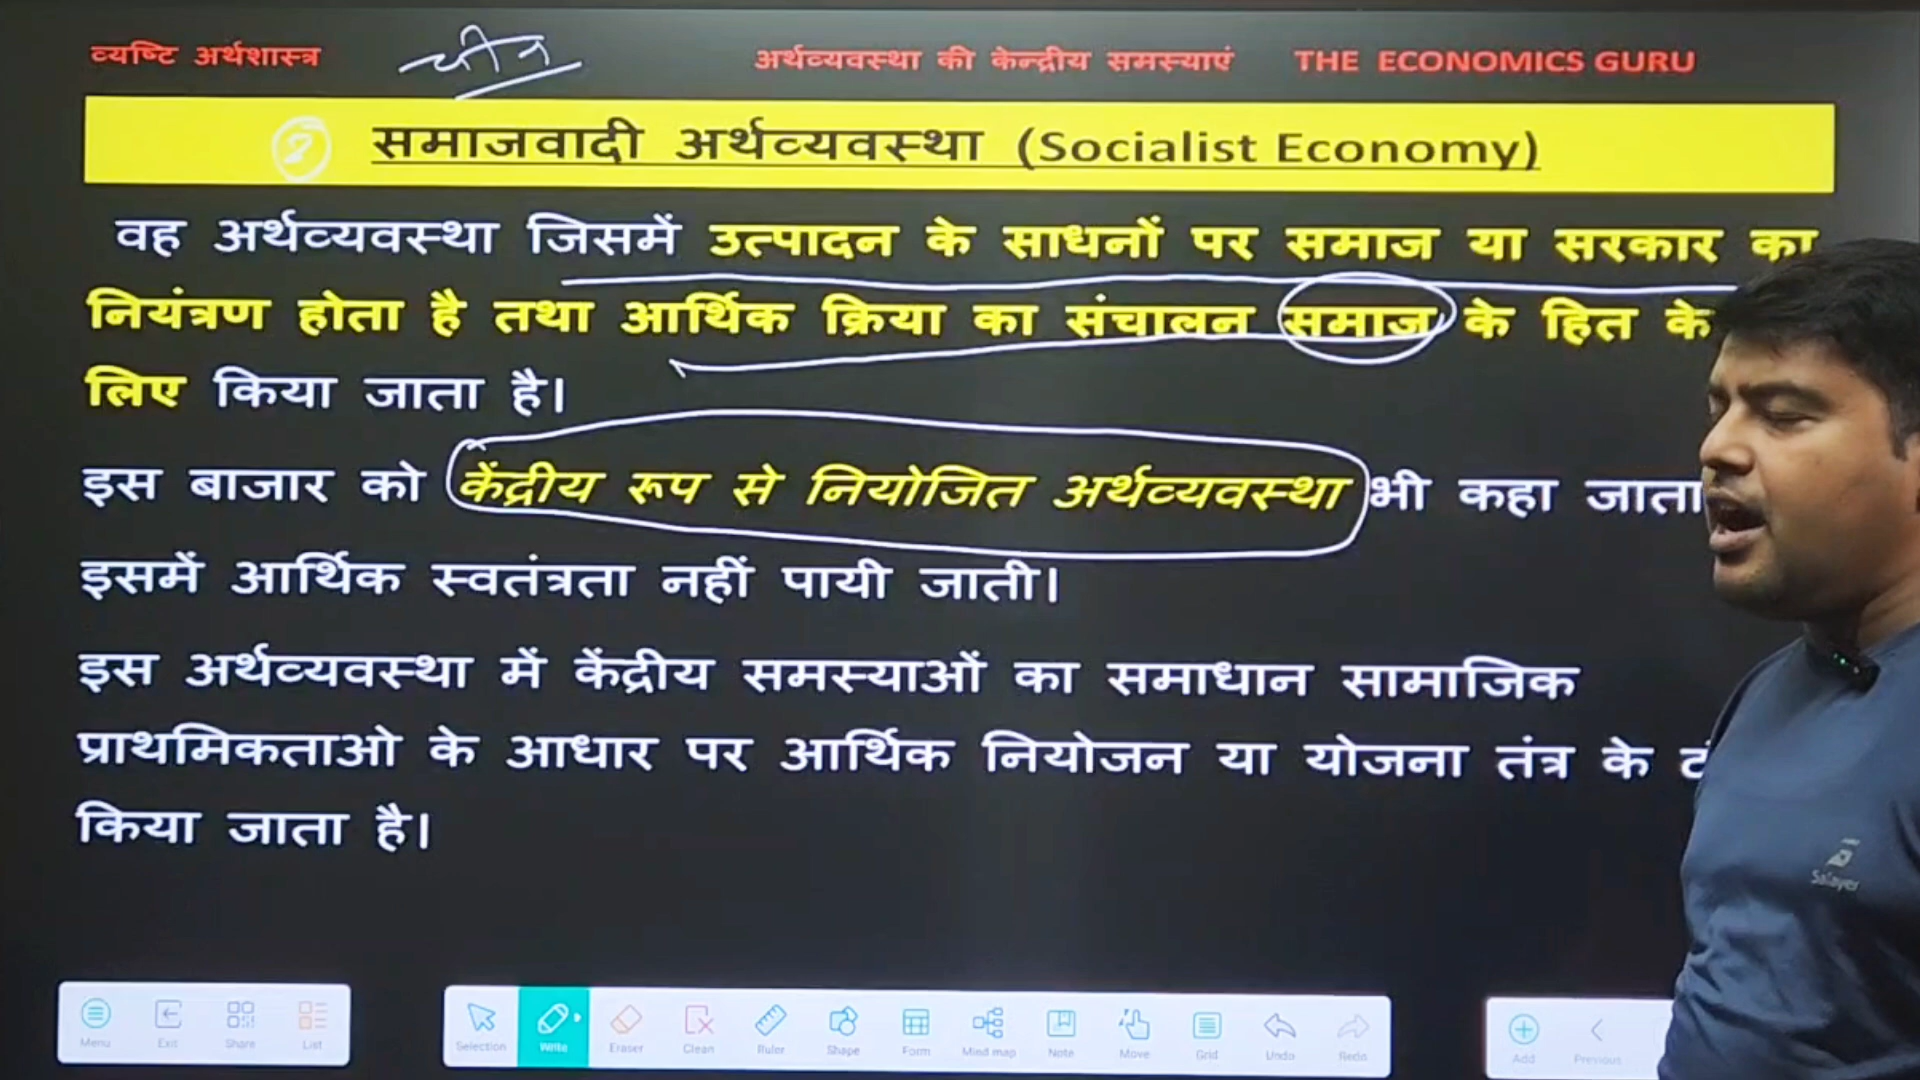 व्यष्टि अर्थशास्त्र चीन अर्थव्यवस्था की केन्द्रीय समस्याएं THE ECONOMICS GURU
2 समाजवादी अर्थव्यवस्था (Socialist Economy)
वह अर्थव्यवस्था जिसमें उत्पादन के साधनों पर समाज या सरकार का
नियंत्रण होता है तथा आर्थिक क्रिया का संचालन समाज के हित के
लिए किया जाता है।
इस बाजार को केंद्रीय रूप से नियोजित अर्थव्यवस्था भी कहा जाता
इसमें आर्थिक स्वतंत्रता नहीं पायी जाती।
इस अर्थव्यवस्था में केंद्रीय समस्याओं का समाधान सामाजिक
प्राथमिकताओ के आधार पर आर्थिक नियोजन या योजना तंत्र के
किया जाता है।
Menu Exit Share List Selection Write Eraser Clean Ruler Shape Form Mind map Note Move Grid Undo Redo Add Previous